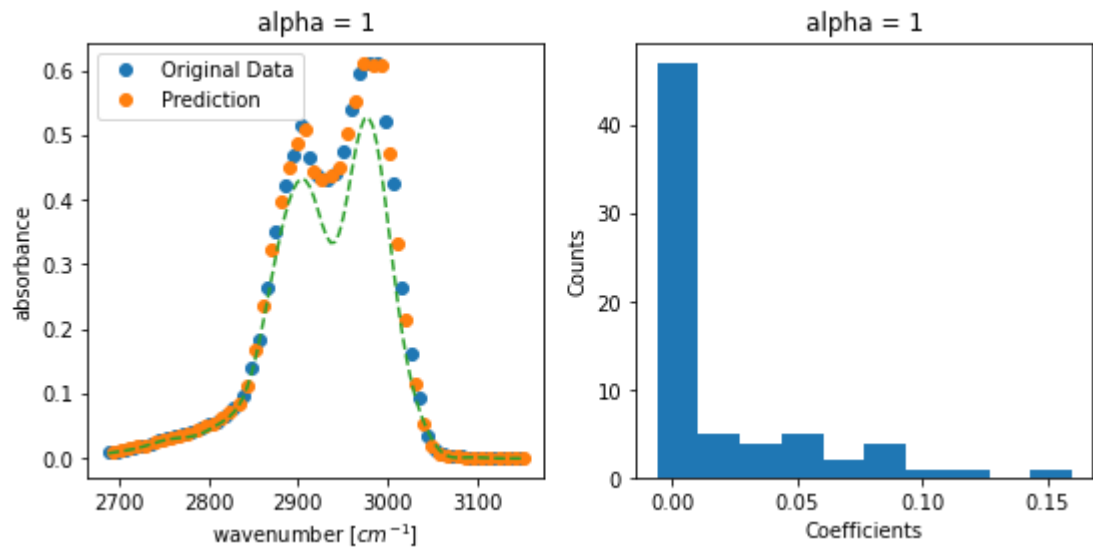 alpha = 1
absorbance
0.6
0.5
0.4
0.3
0.2
0.1
0.0
Original Data
Prediction
2700 2800 2900 3000 3100
wavenumber [cm⁻¹]
alpha = 1
Counts
40
30
20
10
0
0.00 0.05 0.10 0.15
Coefficients